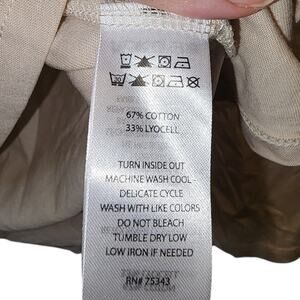 67% COTTON
33% LYOCELL
TURN INSIDE OUT
MACHINE WASH COOL
DELICATE CYCLE
WASH WITH LIKE COLORS
DO NOT BLEACH
TUMBLE DRY LOW
LOW IRON IF NEEDED
RN# 75343